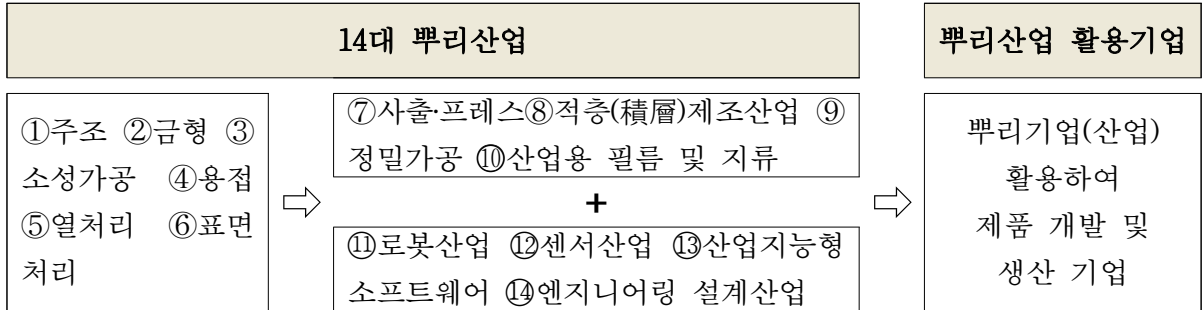 14대 뿌리산업
뿌리산업 활용기업
①주조 ②금형 ③
소성가공 ④용접
⑤열처리 ⑥표면
처리
⇨
⑦사출·프레스⑧적층(積層)제조산업 ⑨
정밀가공 ⑩산업용 필름 및 지류
+
⑪로봇산업 ⑫센서산업 ⑬산업지능형
소프트웨어 ⑭엔지니어링 설계산업
⇨
뿌리기업(산업)
활용하여
제품 개발 및
생산 기업